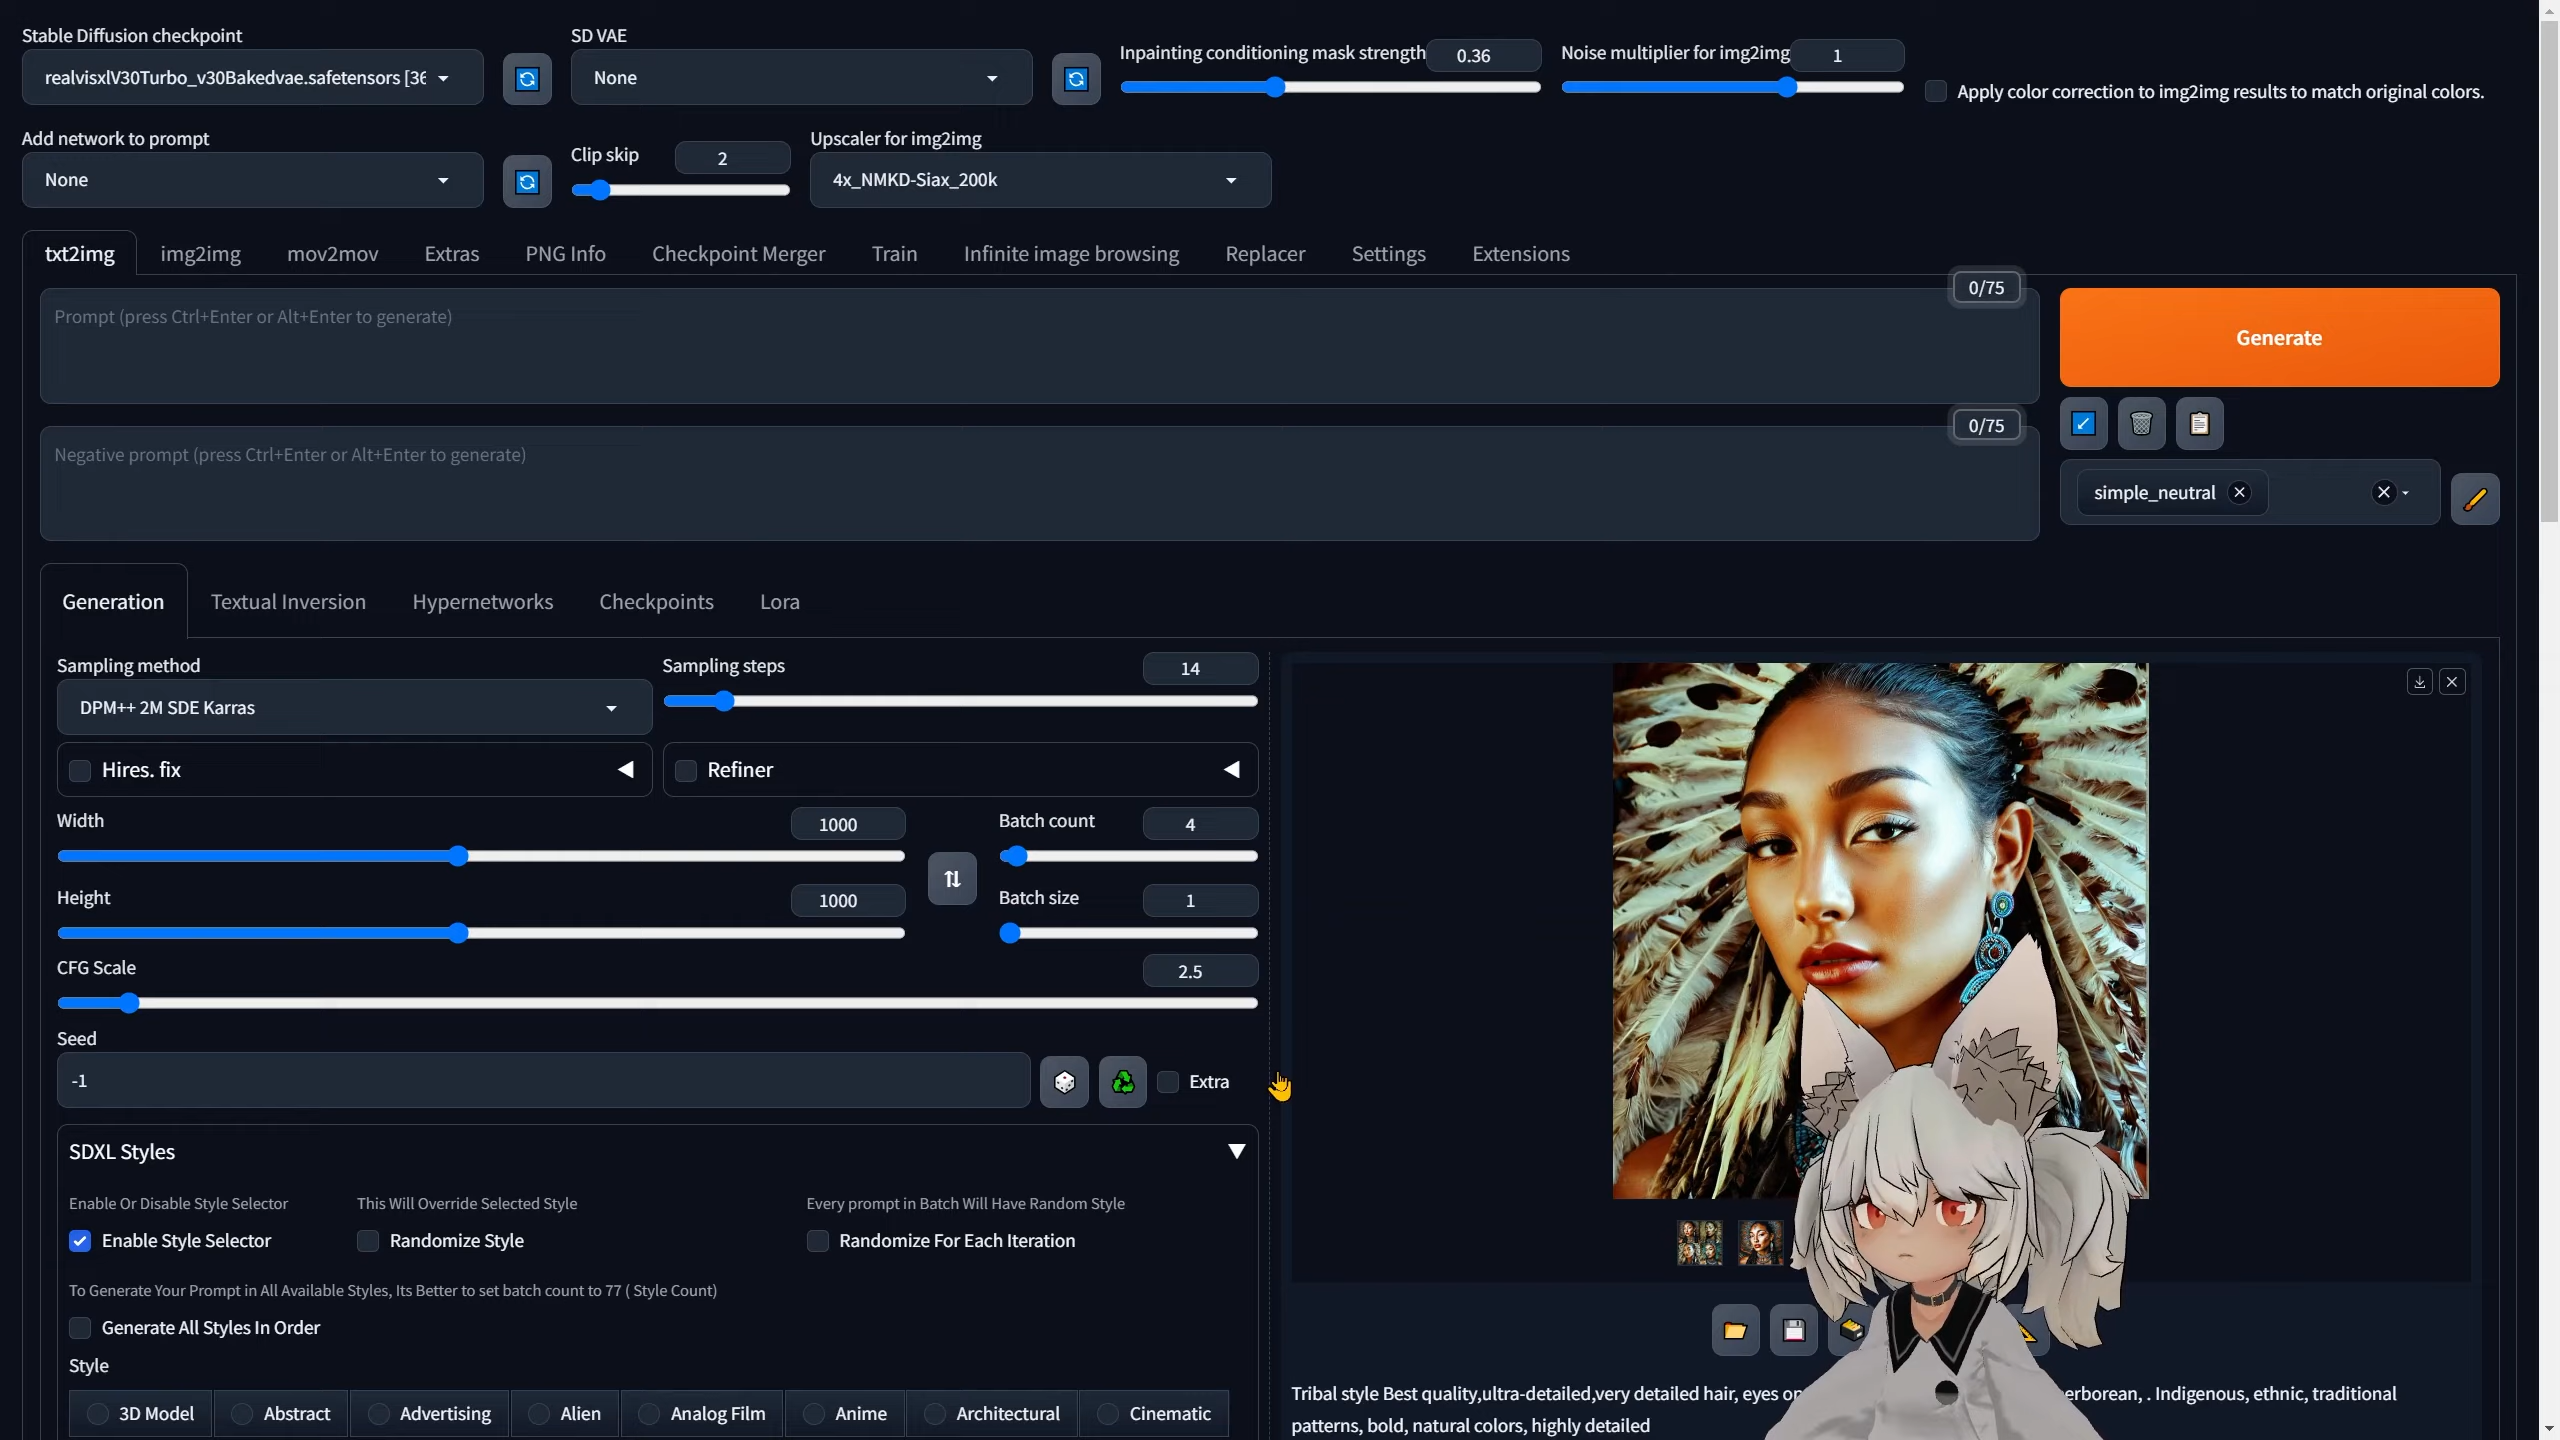 Stable Diffusion checkpoint
SD VAE
Inpainting conditioning mask strength
0.36
Noise multiplier for img2img
1
realvisxlV30Turbo_v30Bakedvae.safetensors [36
None
Apply color correction to img2img results to match original colors.
Add network to prompt
Clip skip
2
Upscaler for img2img
None
4x_NMKD-Siax_200k
txt2img
img2img
mov2mov
Extras
PNG Info
Checkpoint Merger
Train
Infinite image browsing
Replacer
Settings
Extensions
0/75
Prompt (press Ctrl+Enter or Alt+Enter to generate)
Generate
0/75
Negative prompt (press Ctrl+Enter or Alt+Enter to generate)
simple_neutral
Generation
Textual Inversion
Hypernetworks
Checkpoints
Lora
Sampling method
Sampling steps
14
DPM++ 2M SDE Karras
Hires. fix
Refiner
Width
1000
Batch count
4
Height
1000
Batch size
1
CFG Scale
2.5
Seed
-1
Extra
SDXL Styles
Enable Or Disable Style Selector
This Will Override Selected Style
Every prompt in Batch Will Have Random Style
Enable Style Selector
Randomize Style
Randomize For Each Iteration
To Generate Your Prompt in All Available Styles, Its Better to set batch count to 77 ( Style Count)
Generate All Styles In Order
Style
3D Model
Abstract
Advertising
Alien
Analog Film
Anime
Architectural
Cinematic
Tribal style Best quality,ultra-detailed,very detailed hair, eyes
erborean, . Indigenous, ethnic, traditional
patterns, bold, natural colors, highly detailed